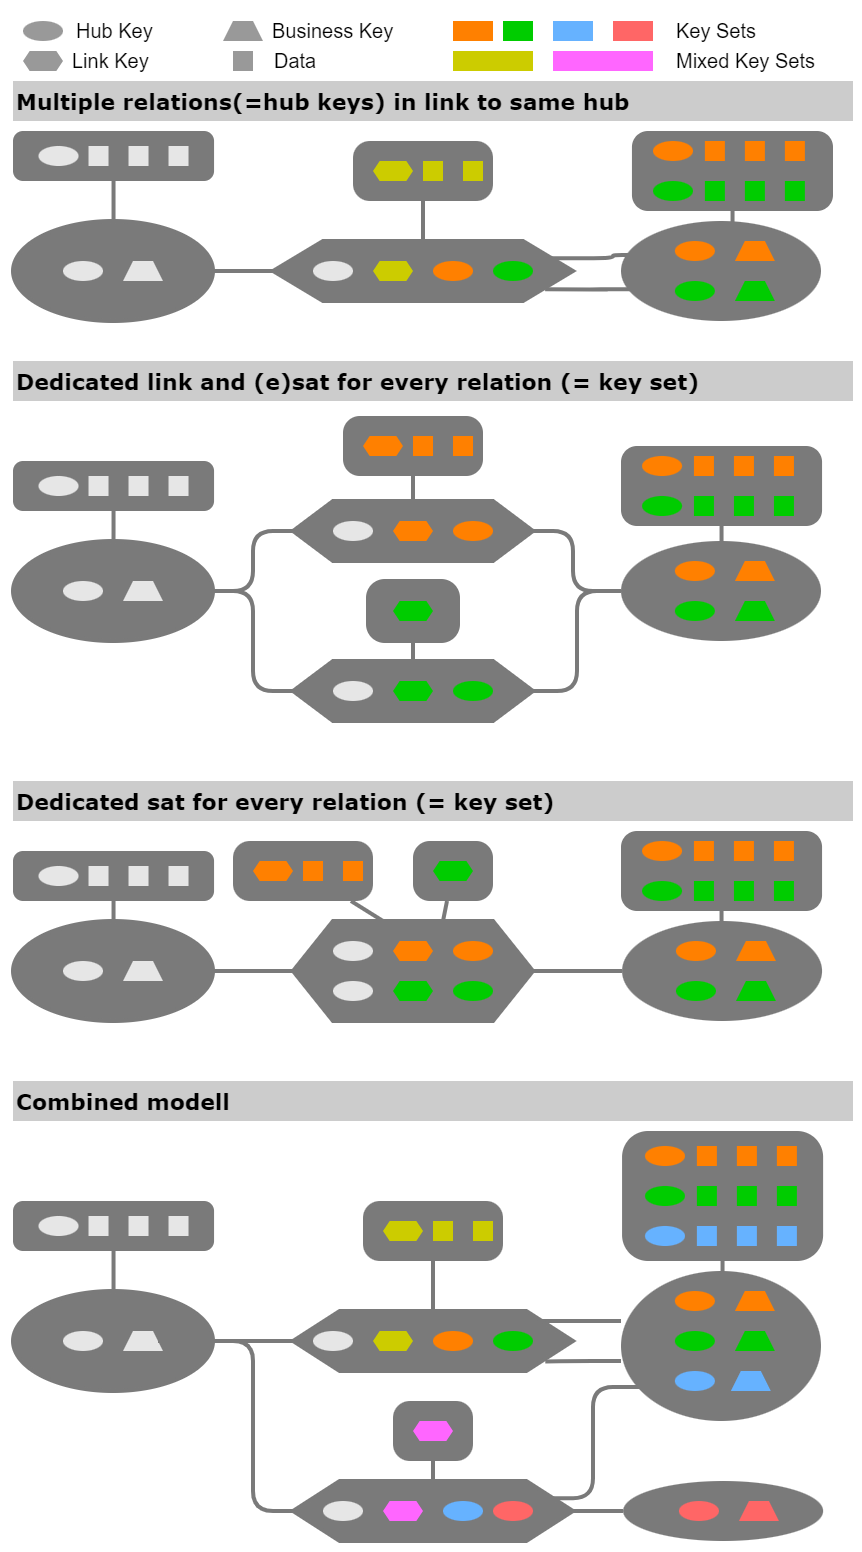 Hub Key
Business Key
Key Sets
Link Key
Data
Mixed Key Sets
Multiple relations(=hub keys) in link to same hub
Dedicated link and (e)sat for every relation (= key set)
Dedicated sat for every relation (= key set)
Combined modell